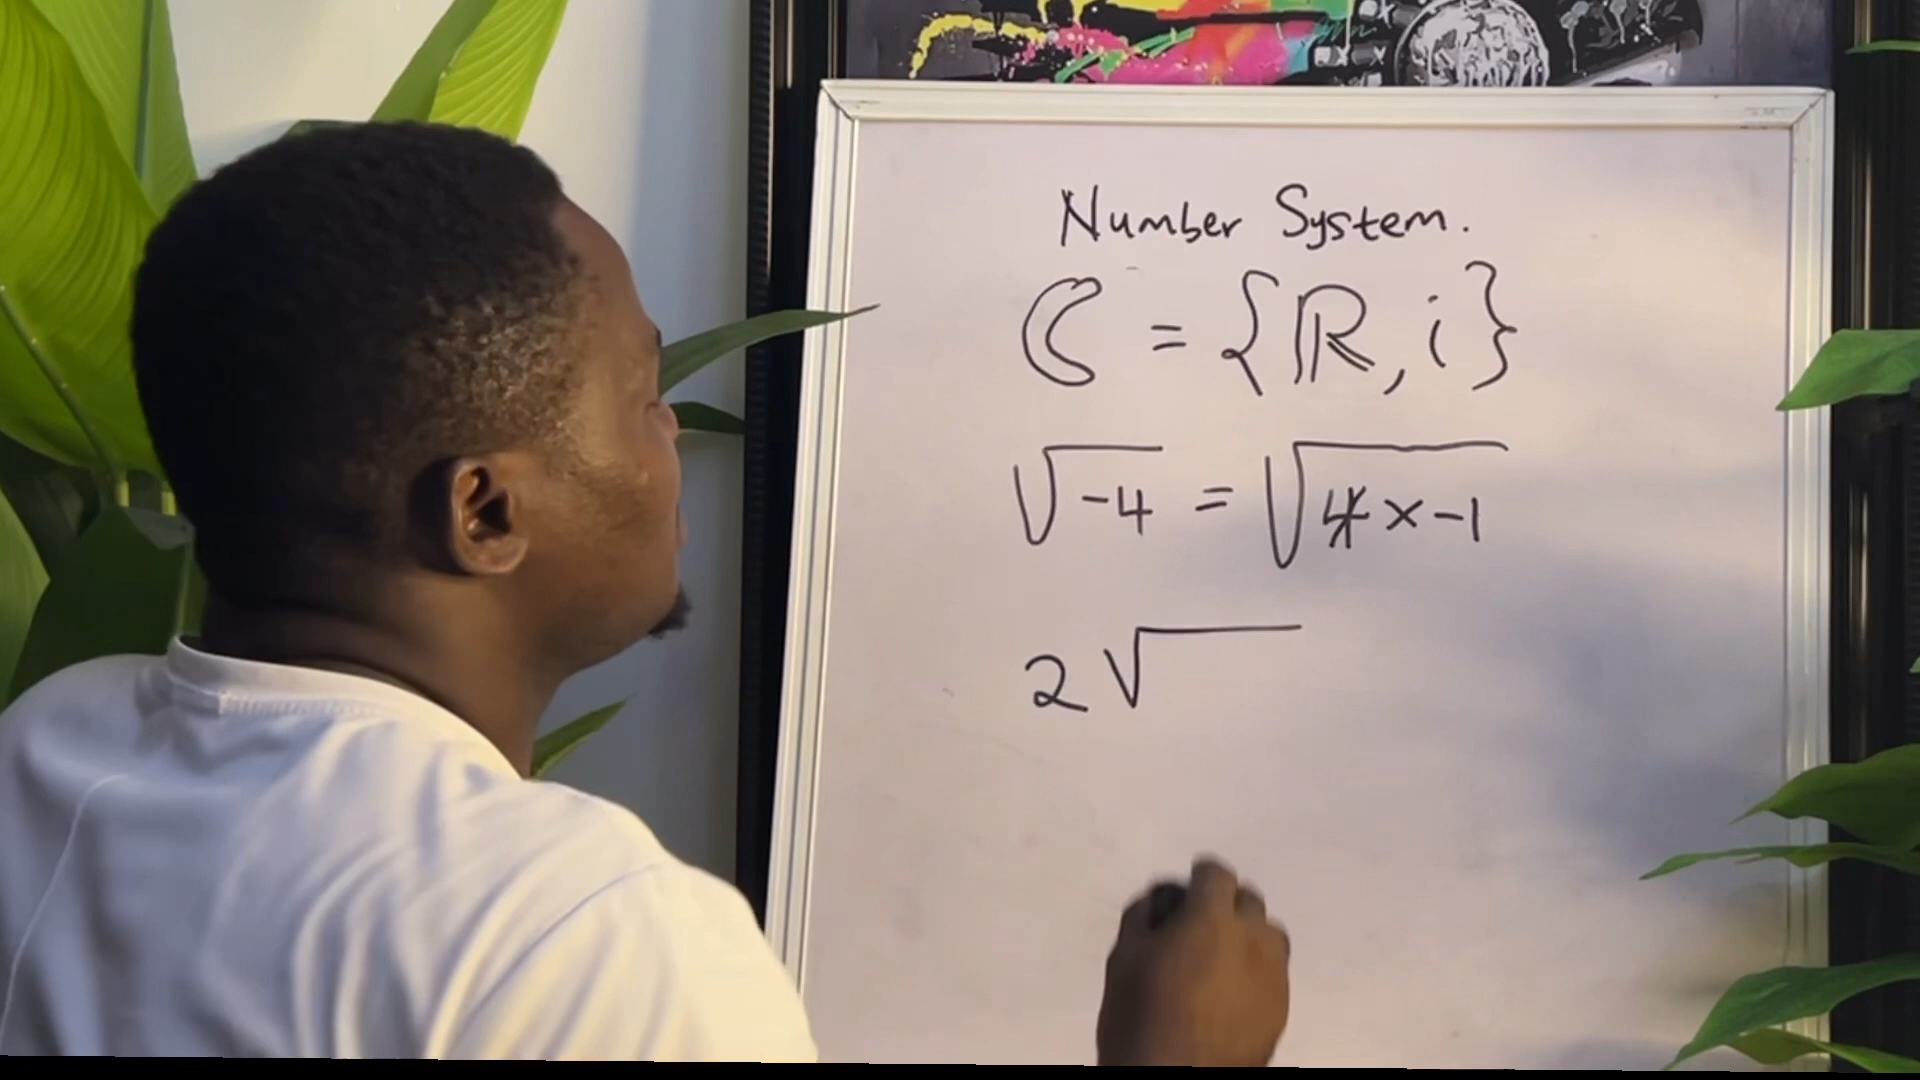 Number System.
ℂ = {ℝ, i}
√-4 = √4 x -1
2√